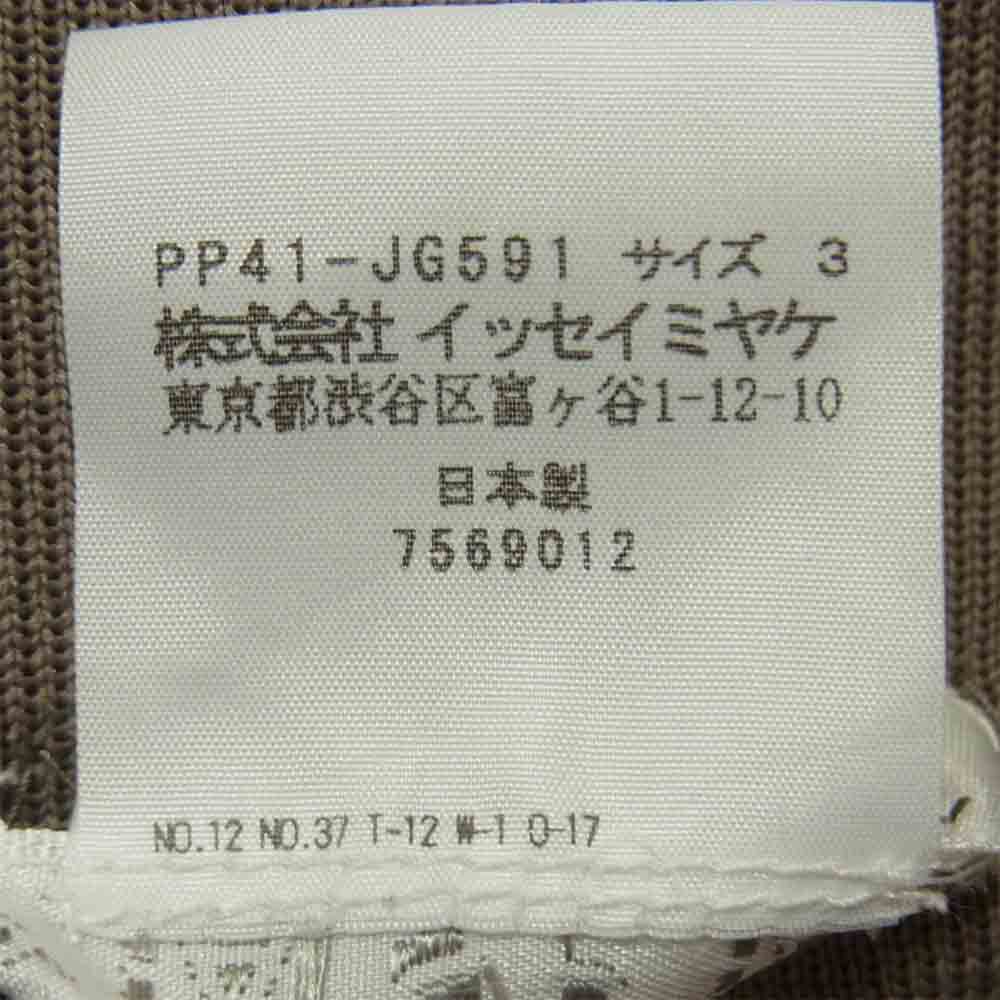 PP41-JG591 サイズ 3
株式会社イッセイミヤケ
東京都渋谷区富ヶ谷1-12-10
日本製
7569012
NO.12 NO.37 T-12 W-1 O-17